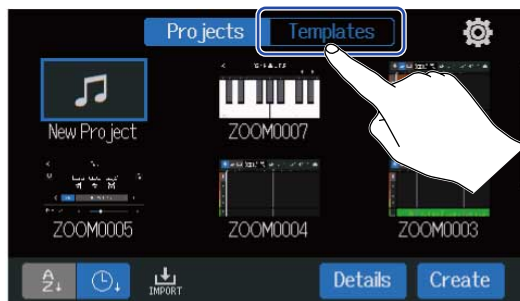 Projects Templates
New Project ZOOM0007
ZOOM0005 ZOOM0004 ZOOM0003
A Z↓ IMPORT Details Create